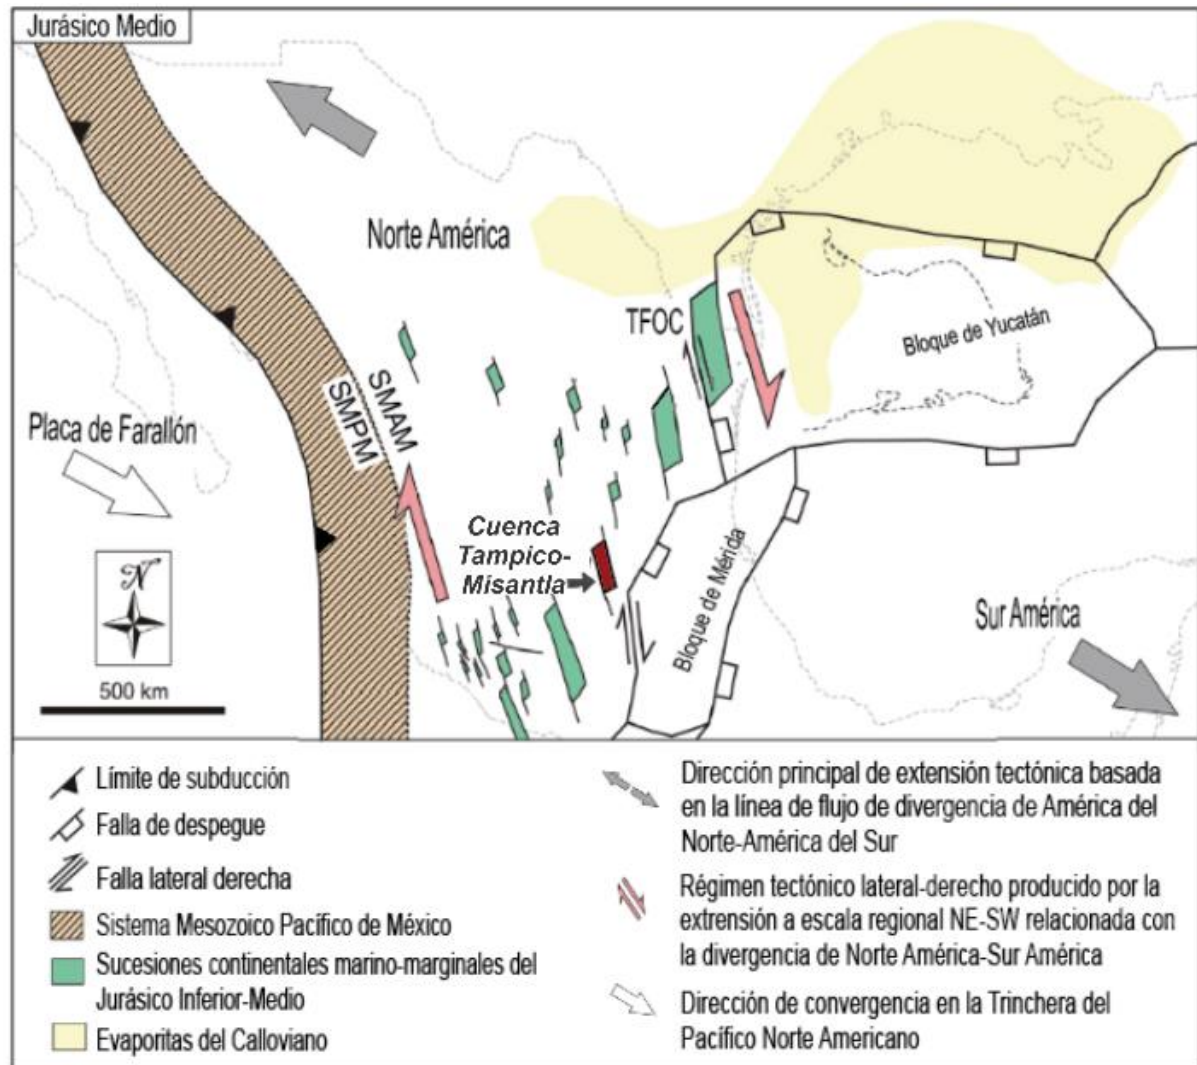 Jurásico Medio
Norte América
TFOC
Bloque de Yucatán
SMAM
SMPM
Placa de Farallón
Cuenca
Tampico-
Misantla
Bloque de Mérida
Sur América
N
500 km
Límite de subducción
Falla de despegue
Falla lateral derecha
Sistema Mesozoico Pacífico de México
Sucesiones continentales marino-marginales del
Jurásico Inferior-Medio
Evaporitas del Calloviano
Dirección principal de extensión tectónica basada
en la línea de flujo de divergencia de América del
Norte-América del Sur
Régimen tectónico lateral-derecho producido por la
extrensión a escala regional NE-SW relacionada con
la divergencia de Norte América-Sur América
Dirección de convergencia en la Trinchera del
Pacífico Norte Americano